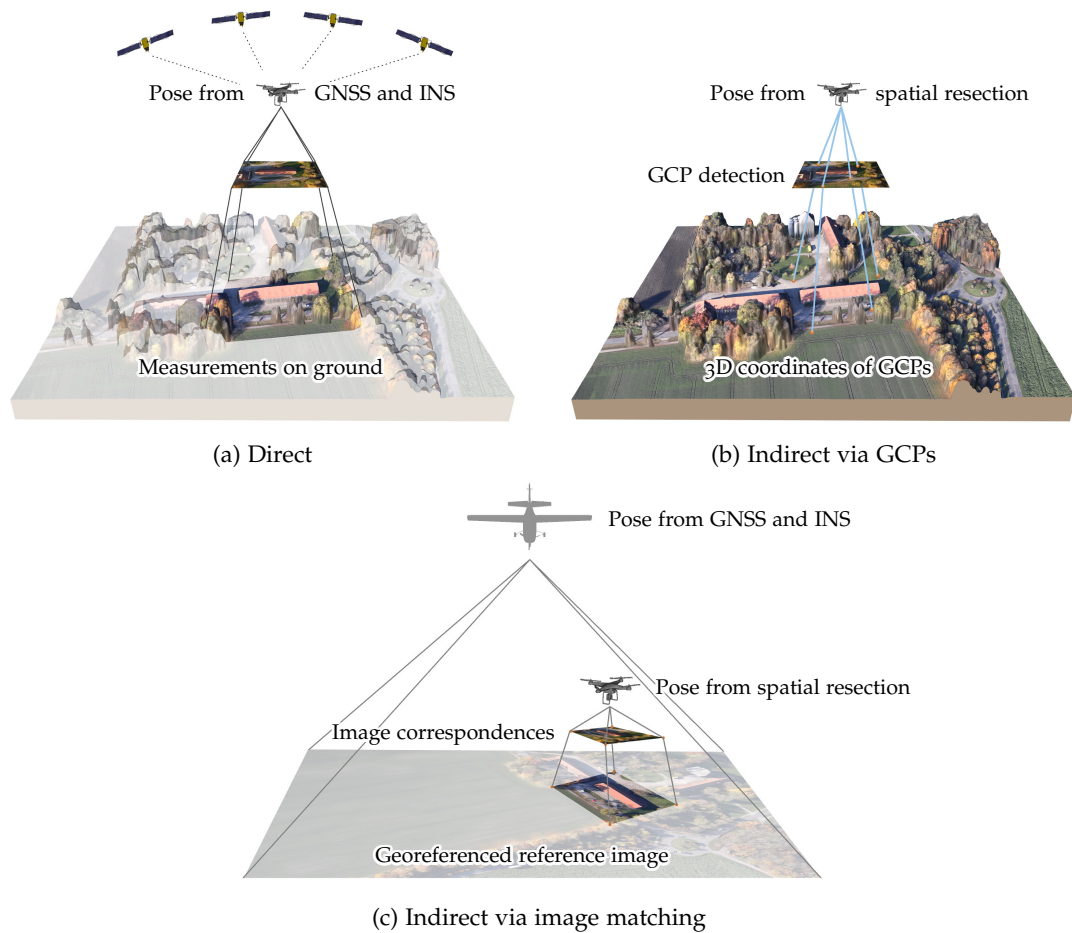 Pose from GNSS and INS
Measurements on ground
(a) Direct
Pose from spatial resection
GCP detection
3D coordinates of GCPs
(b) Indirect via GCPs
Pose from GNSS and INS
Pose from spatial resection
Image correspondences
Georeferenced reference image
(c) Indirect via image matching